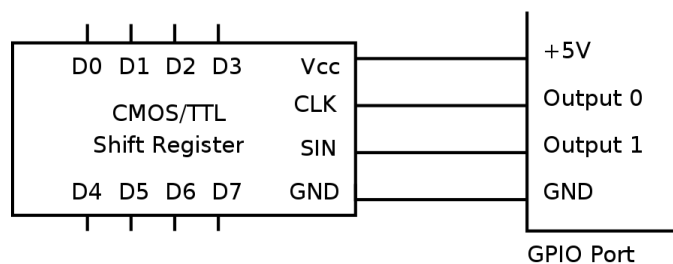 D0 D1 D2 D3 Vcc
+5V
CMOS/TTL
CLK
Output 0
Shift Register
SIN
Output 1
D4 D5 D6 D7 GND
GND
GPIO Port